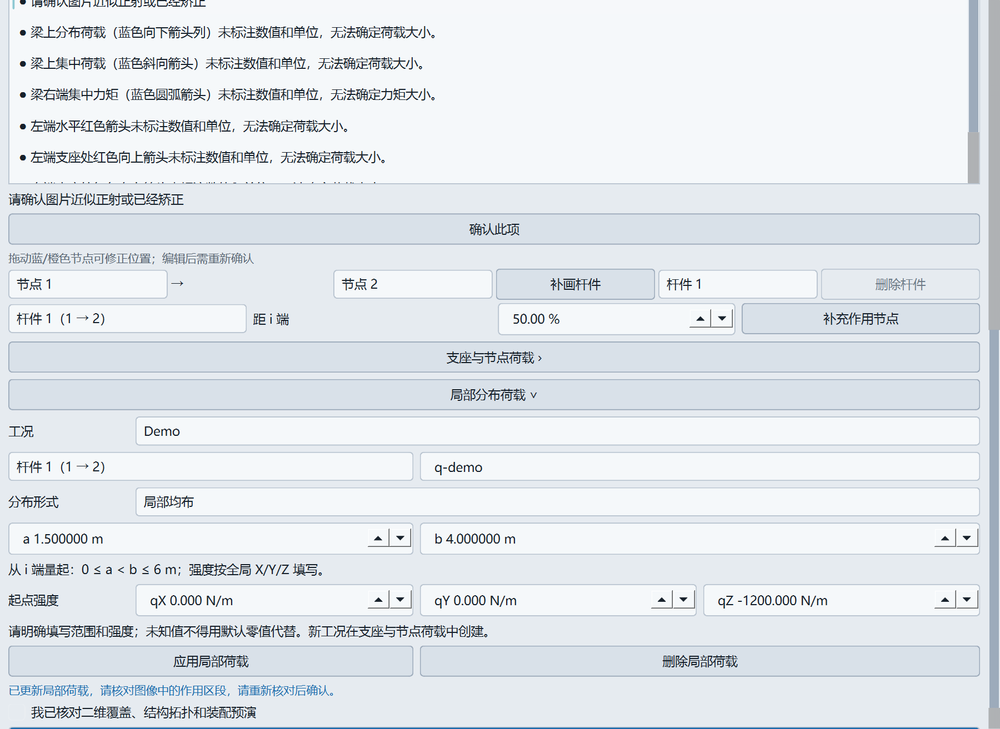 ● 请确认图片近似正射或已经矫正
● 梁上分布荷载（蓝色向下箭头列）未标注数值和单位，无法确定荷载大小。
● 梁上集中荷载（蓝色斜向箭头）未标注数值和单位，无法确定荷载大小。
● 梁右端集中力矩（蓝色圆弧箭头）未标注数值和单位，无法确定力矩大小。
● 左端水平红色箭头未标注数值和单位，无法确定荷载大小。
● 左端支座处红色向上箭头未标注数值和单位，无法确定荷载大小。
请确认图片近似正射或已经矫正
确认此项
拖动蓝/橙色节点可修正位置；编辑后需重新确认
节点 1 → 节点 2 补画杆件 杆件 1 删除杆件
杆件 1（1 → 2） 距 i 端 50.00 % 补充作用节点
支座与节点荷载 ›
局部分布荷载 ˅
工况 Demo
杆件 1（1 → 2） q-demo
分布形式 局部均布
a 1.500000 m b 4.000000 m
从 i 端量起：0 ≤ a < b ≤ 6 m；强度按全局 X/Y/Z 填写。
起点强度 qX 0.000 N/m qY 0.000 N/m qZ -1200.000 N/m
请明确填写范围和强度；未知值不得用默认零值代替。新工况在支座与节点荷载中创建。
应用局部荷载 删除局部荷载
已更新局部荷载，请核对图像中的作用区段，请重新核对后确认。
我已核对二维覆盖、结构拓扑和装配预演